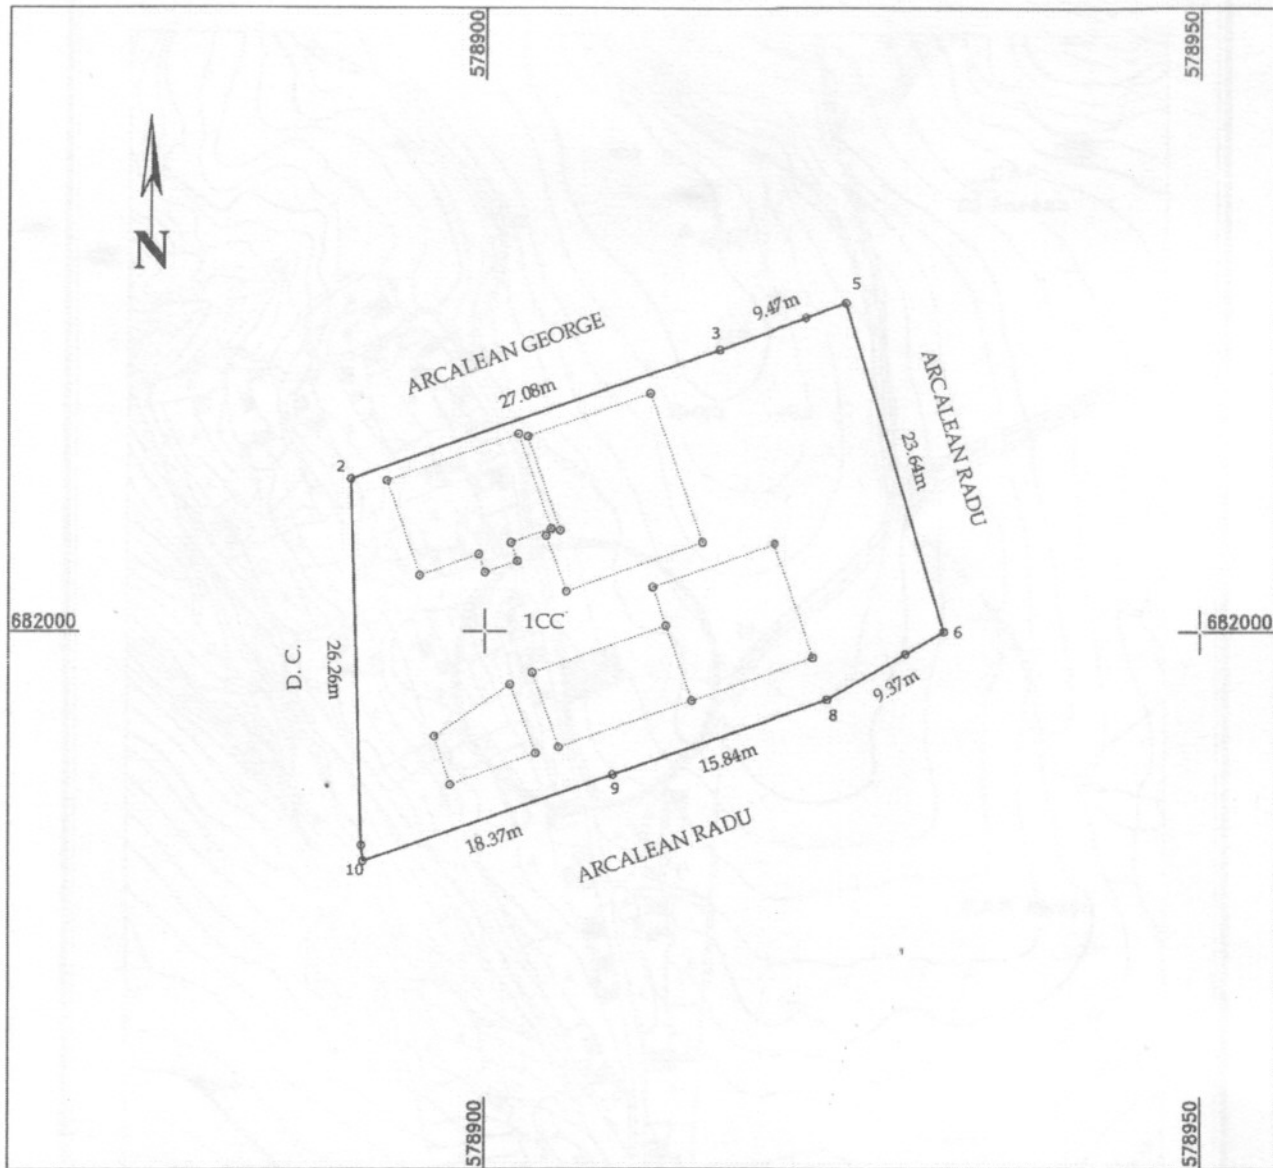 578900
578950
N
5
9.47m
3
ARCALEAN GEORGE
27.08m
ARCALEAN RADU
23.64m
2
682000
1CC
682000
6
D. C.
26.26m
9.37m
8
15.84m
9
18.37m
ARCALEAN RADU
10
578900
578950